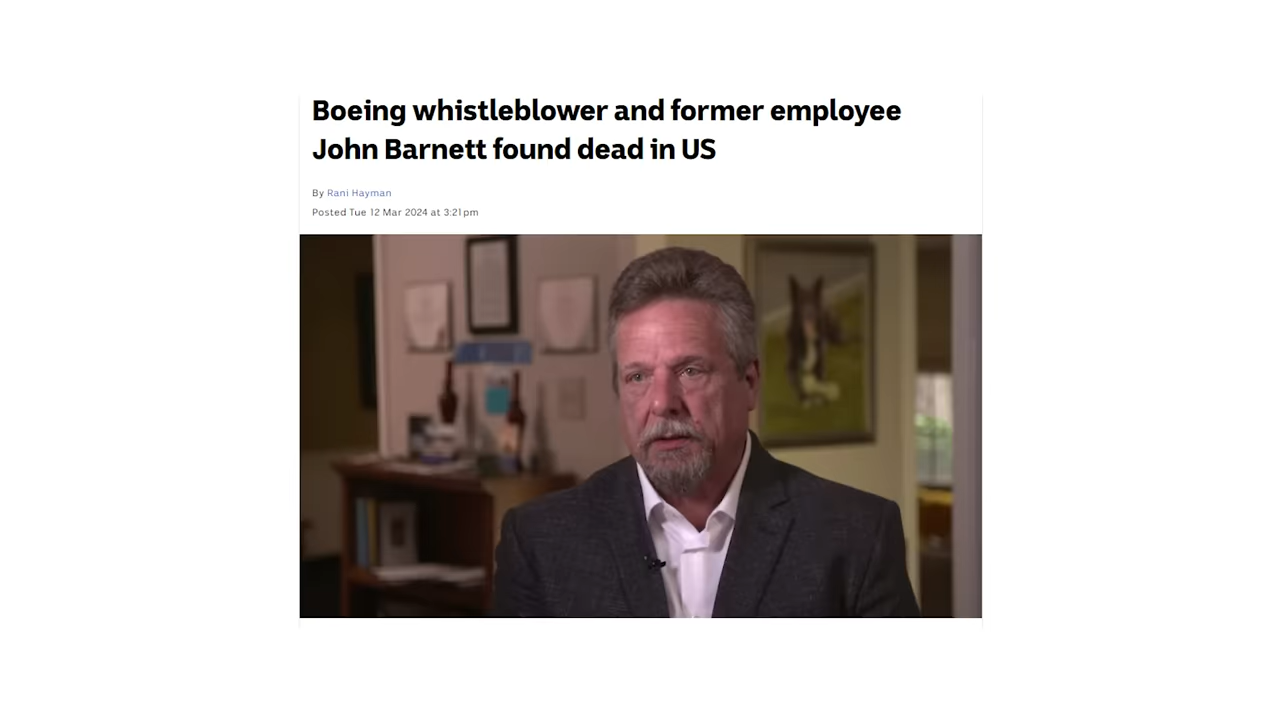 Boeing whistleblower and former employee
John Barnett found dead in US
By Rani Hayman
Posted Tue 12 Mar 2024 at 3:21pm